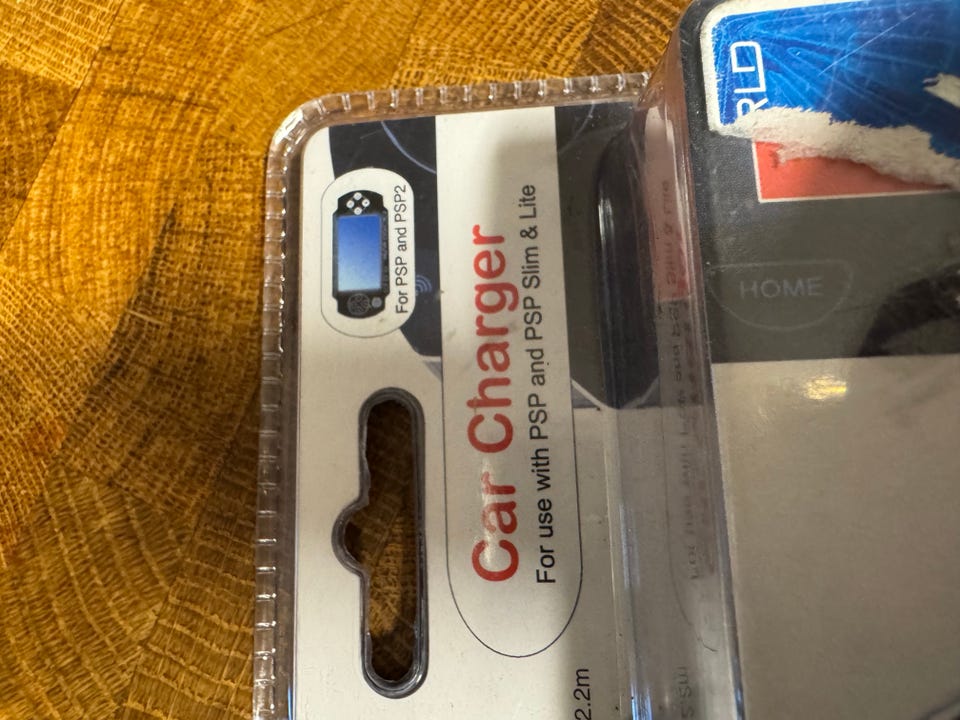 For PSP and PSP2
Car Charger
For use with PSP and PSP Slim & Lite
2.2m
RLD
HOME